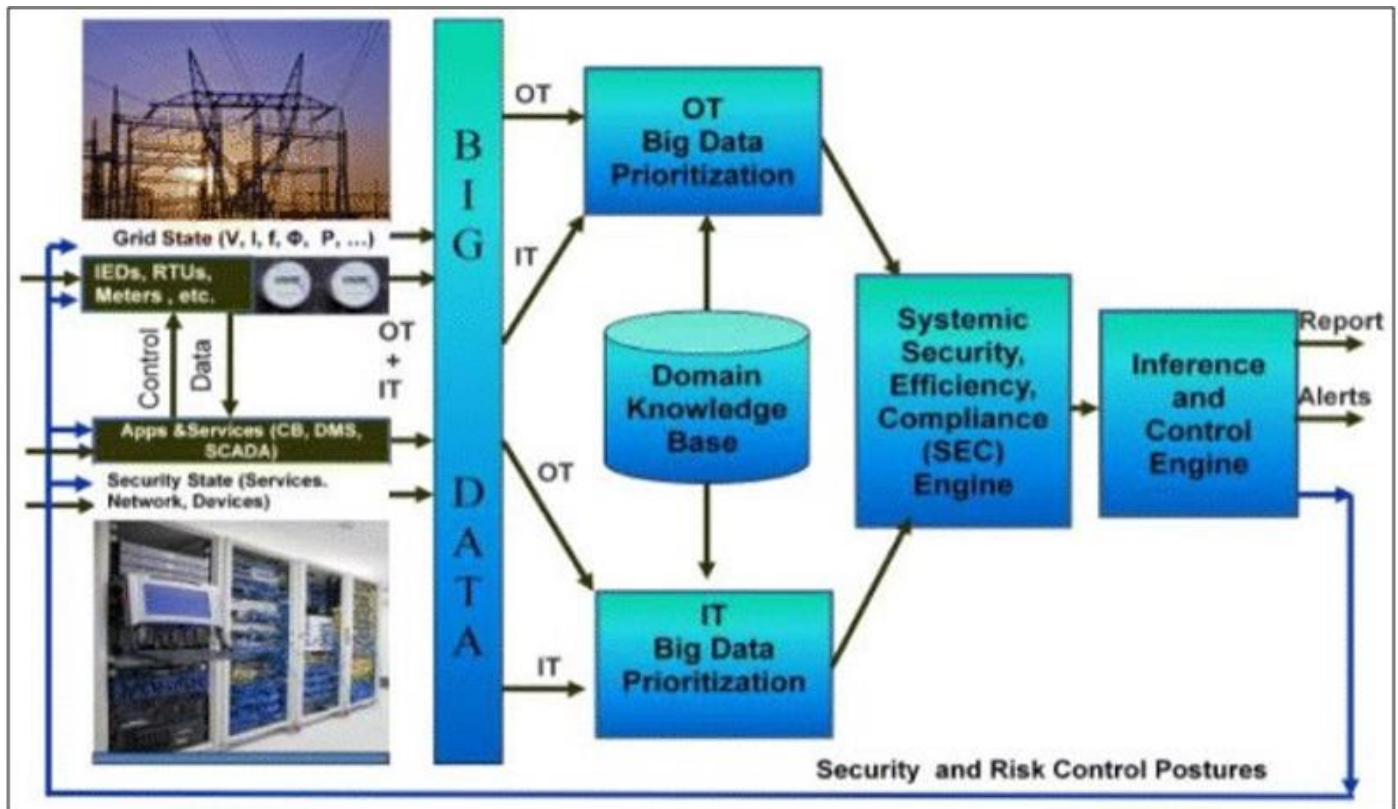 Grid State (V, I, f, Φ, P, ...)
IEDs, RTUs,
Meters , etc.
Control
Data
OT
+
IT
Apps &Services (CB, DMS,
SCADA)
Security State (Services.
Network, Devices)
B
I
G
D
A
T
A
OT
IT
OT
IT
OT
Big Data
Prioritization
Domain
Knowledge
Base
IT
Big Data
Prioritization
Systemic
Security,
Efficiency,
Compliance
(SEC)
Engine
Inference
and
Control
Engine
Report
Alerts
Security and Risk Control Postures